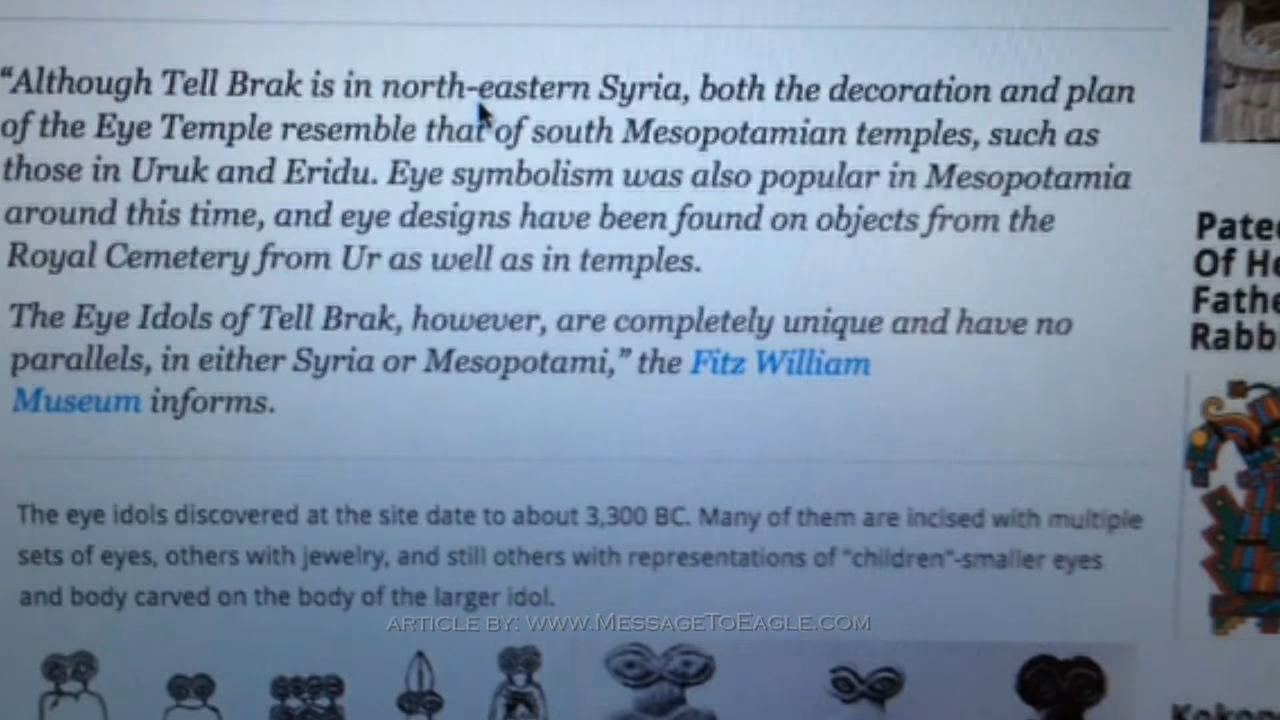 “Although Tell Brak is in north-eastern Syria, both the decoration and plan
of the Eye Temple resemble that of south Mesopotamian temples, such as
those in Uruk and Eridu. Eye symbolism was also popular in Mesopotamia
around this time, and eye designs have been found on objects from the
Royal Cemetery from Ur as well as in temples.
The Eye Idols of Tell Brak, however, are completely unique and have no
parallels, in either Syria or Mesopotami,” the Fitz William
Museum informs.
The eye idols discovered at the site date to about 3,300 BC. Many of them are incised with multiple
sets of eyes, others with jewelry, and still others with representations of “children”-smaller eyes
and body carved on the body of the larger idol.
ARTICLE BY: WWW.MESSAGETOEAGLE.COM
Of